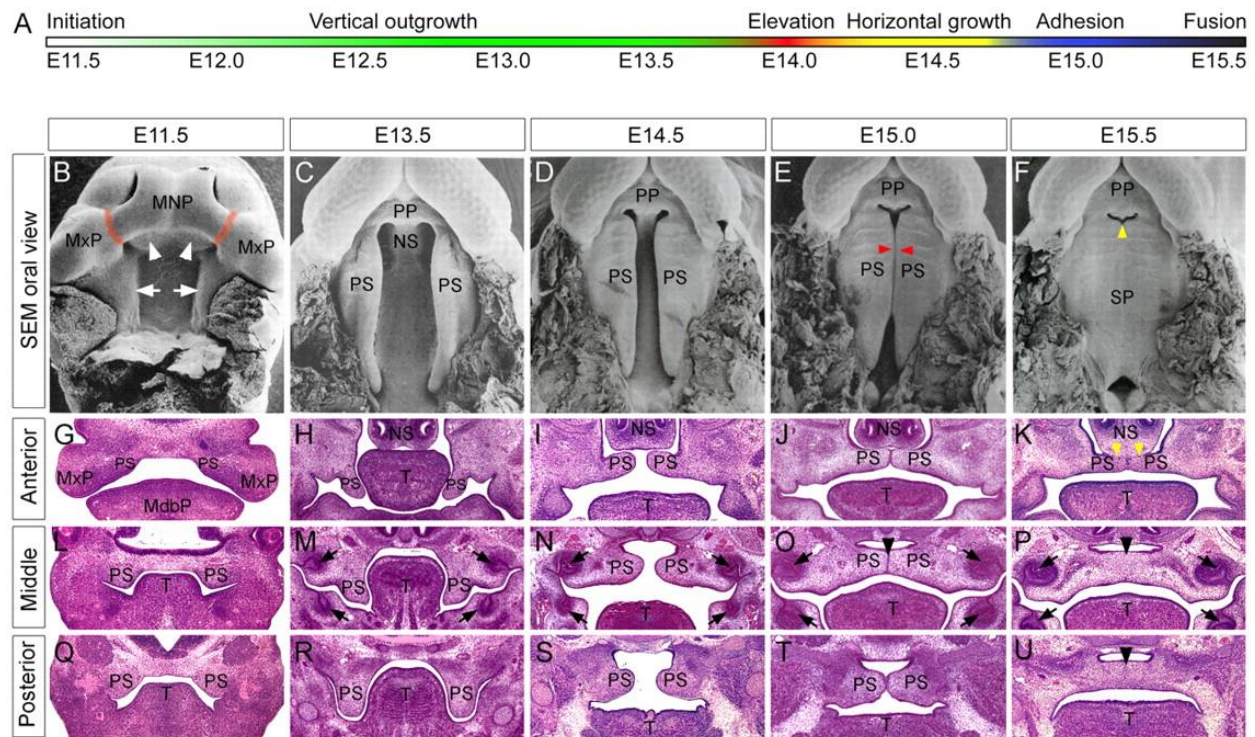 Initiation Vertical outgrowth Elevation Horizontal growth Adhesion Fusion
A
E11.5 E12.0 E12.5 E13.0 E13.5 E14.0 E14.5 E15.0 E15.5
E11.5 E13.5 E14.5 E15.0 E15.5
SEM oral view
B MNP MxP MxP
C PP NS PS PS
D PP PS PS
E PP PS PS
F PP SP
Anterior
G PS PS MxP MxP MdbP
H NS T PS PS
I NS PS PS T
J NS PS PS T
K NS PS PS T
Middle
L PS PS T
M PS PS T
N PS PS T
O PS PS T
P T
Posterior
Q PS PS T
R PS PS T
S PS PS T
T PS PS T
U T